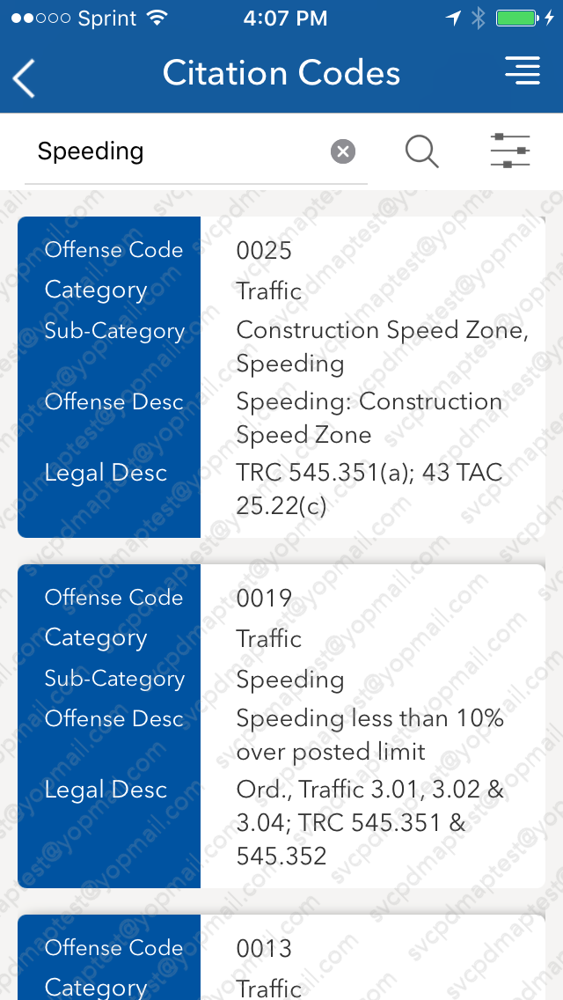 Sprint 4:07 PM
Citation Codes
Speeding
Offense Code 0025
Category Traffic
Sub-Category Construction Speed Zone,
Speeding
Offense Desc Speeding: Construction
Speed Zone
Legal Desc TRC 545.351(a); 43 TAC
25.22(c)
Offense Code 0019
Category Traffic
Sub-Category Speeding
Offense Desc Speeding less than 10%
over posted limit
Legal Desc Ord., Traffic 3.01, 3.02 &
3.04; TRC 545.351 &
545.352
Offense Code 0013
Category Traffic
svcpdmaptest@yopmail.com